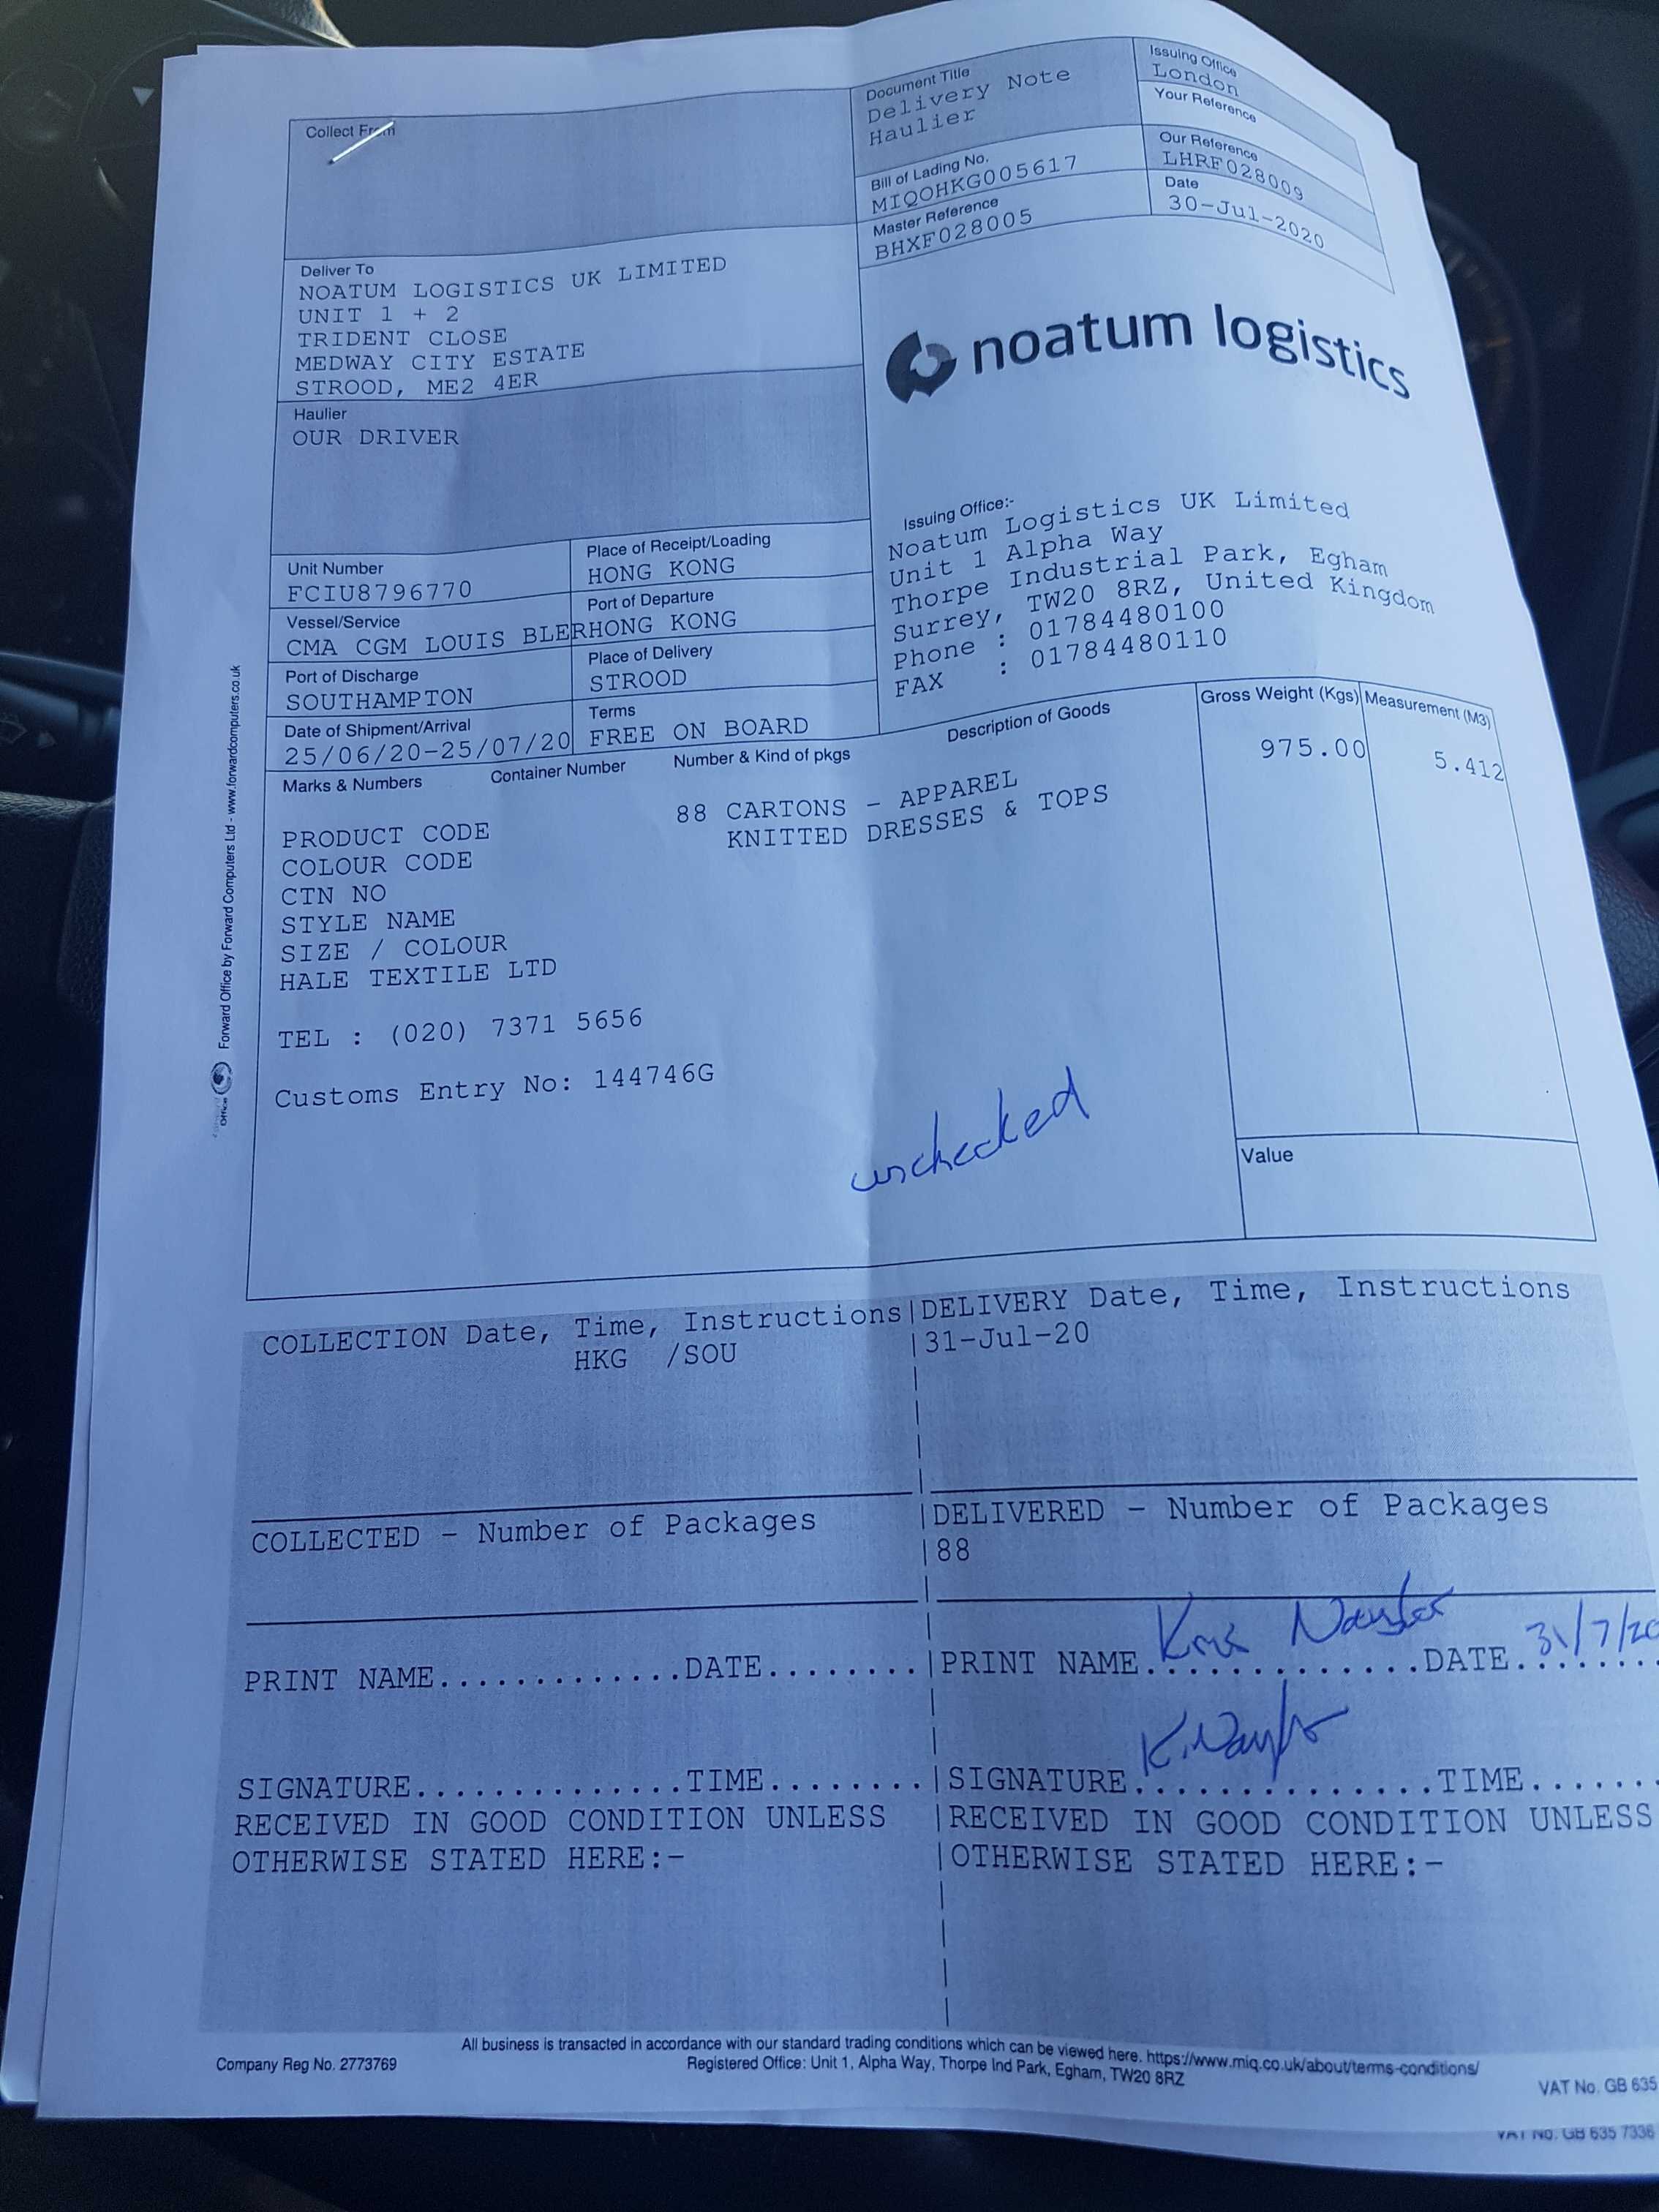 Collect From
Document Title
Delivery Note
Haulier
Issuing Office
London
Your Reference
Bill of Lading No.
MIQOHKG005617
Our Reference
LHRF028009
Master Reference
BHXF028005
Date
30-Jul-2020
Deliver To
NOATUM LOGISTICS UK LIMITED
UNIT 1 + 2
TRIDENT CLOSE
MEDWAY CITY ESTATE
STROOD, ME2 4ER
noatum logistics
Haulier
OUR DRIVER
Issuing Office:-
Noatum Logistics UK Limited
Unit 1 Alpha Way
Thorpe Industrial Park, Egham
Surrey, TW20 8RZ, United Kingdom
Phone : 01784480100
FAX : 01784480110
Unit Number
FCIU8796770
Place of Receipt/Loading
HONG KONG
Vessel/Service
CMA CGM LOUIS BLER
Port of Departure
HONG KONG
Port of Discharge
SOUTHAMPTON
Place of Delivery
STROOD
Date of Shipment/Arrival
25/06/20-25/07/20
Terms
FREE ON BOARD
Marks & Numbers Container Number Number & Kind of pkgs Description of Goods Gross Weight (Kgs) Measurement (M3)
88 CARTONS - APPAREL 975.00 5.412
KNITTED DRESSES & TOPS
PRODUCT CODE
COLOUR CODE
CTN NO
STYLE NAME
SIZE / COLOUR
HALE TEXTILE LTD
TEL : (020) 7371 5656
Customs Entry No: 144746G
unchecked
Value
COLLECTION Date, Time, Instructions|DELIVERY Date, Time, Instructions
HKG /SOU |31-Jul-20
COLLECTED - Number of Packages |DELIVERED - Number of Packages
|88
PRINT NAME.............DATE........|PRINT NAME..............DATE........ 31/7/20
SIGNATURE..............TIME........|SIGNATURE...............TIME.......
RECEIVED IN GOOD CONDITION UNLESS |RECEIVED IN GOOD CONDITION UNLESS
OTHERWISE STATED HERE:- |OTHERWISE STATED HERE:-
Forward Office by Forward Computers Ltd - www.forwardcomputers.co.uk
Office
All business is transacted in accordance with our standard trading conditions which can be viewed here. https://www.miq.co.uk/about/terms-conditions/
Company Reg No. 2773769 Registered Office: Unit 1, Alpha Way, Thorpe Ind Park, Egham, TW20 8RZ
VAT No. GB 635
VAT No. GB 635 7336